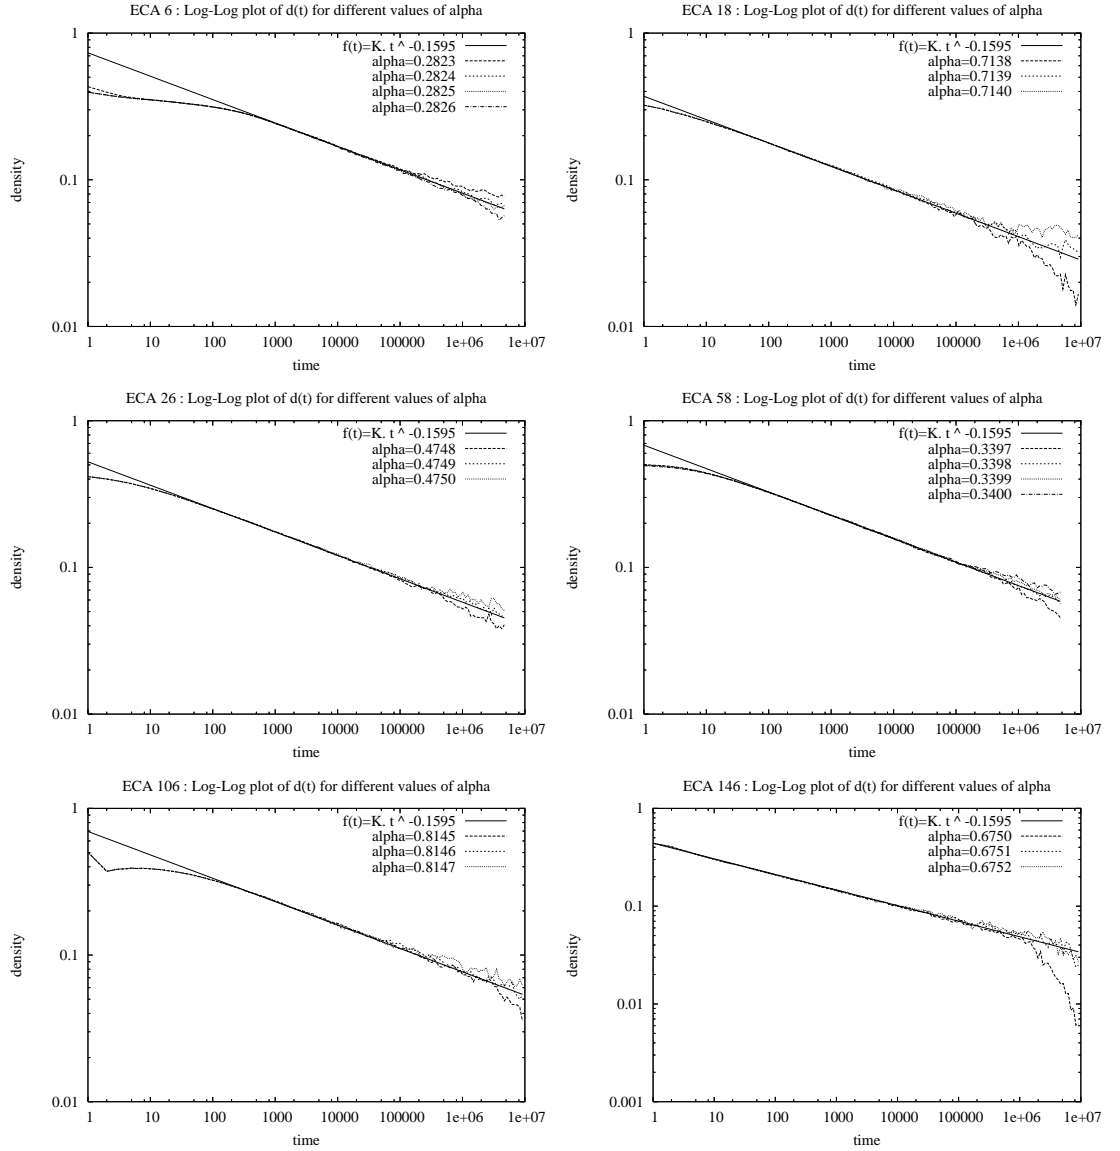 ECA 6 : Log-Log plot of d(t) for different values of alpha
1
0.1
0.01
density
1 10 100 1000 10000 100000 1e+06 1e+07
time
f(t)=K. t ^ -0.1595
alpha=0.2823
alpha=0.2824
alpha=0.2825
alpha=0.2826
ECA 18 : Log-Log plot of d(t) for different values of alpha
1
0.1
0.01
density
1 10 100 1000 10000 100000 1e+06 1e+07
time
f(t)=K. t ^ -0.1595
alpha=0.7138
alpha=0.7139
alpha=0.7140
ECA 26 : Log-Log plot of d(t) for different values of alpha
1
0.1
0.01
density
1 10 100 1000 10000 100000 1e+06 1e+07
time
f(t)=K. t ^ -0.1595
alpha=0.4748
alpha=0.4749
alpha=0.4750
ECA 58 : Log-Log plot of d(t) for different values of alpha
1
0.1
0.01
density
1 10 100 1000 10000 100000 1e+06 1e+07
time
f(t)=K. t ^ -0.1595
alpha=0.3397
alpha=0.3398
alpha=0.3399
alpha=0.3400
ECA 106 : Log-Log plot of d(t) for different values of alpha
1
0.1
0.01
density
1 10 100 1000 10000 100000 1e+06 1e+07
time
f(t)=K. t ^ -0.1595
alpha=0.8145
alpha=0.8146
alpha=0.8147
ECA 146 : Log-Log plot of d(t) for different values of alpha
1
0.1
0.01
0.001
density
1 10 100 1000 10000 100000 1e+06 1e+07
time
f(t)=K. t ^ -0.1595
alpha=0.6750
alpha=0.6751
alpha=0.6752